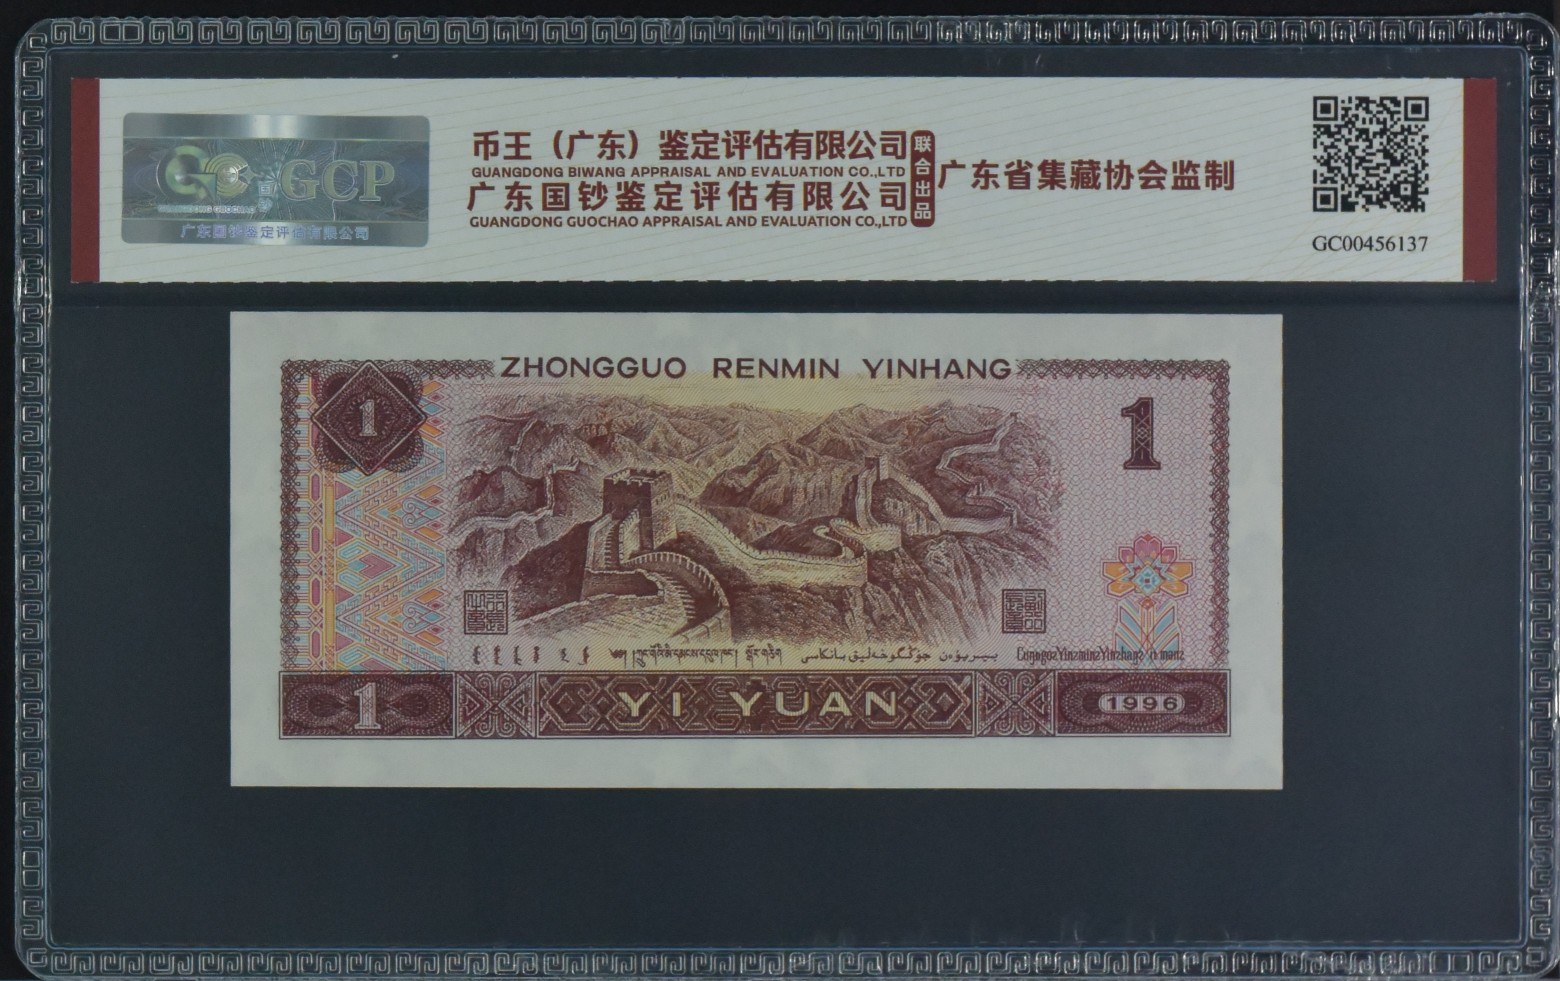 GCP
广东国钞鉴定评估有限公司
币王（广东）鉴定评估有限公司
GUANGDONG BIWANG APPRAISAL AND EVALUATION CO.,LTD
广东国钞鉴定评估有限公司
GUANGDONG GUOCHAO APPRAISAL AND EVALUATION CO.,LTD
联合出品
广东省集藏协会监制
GC00456137
ZHONGGUO RENMIN YINHANG
1
1
1
YI YUAN
1996